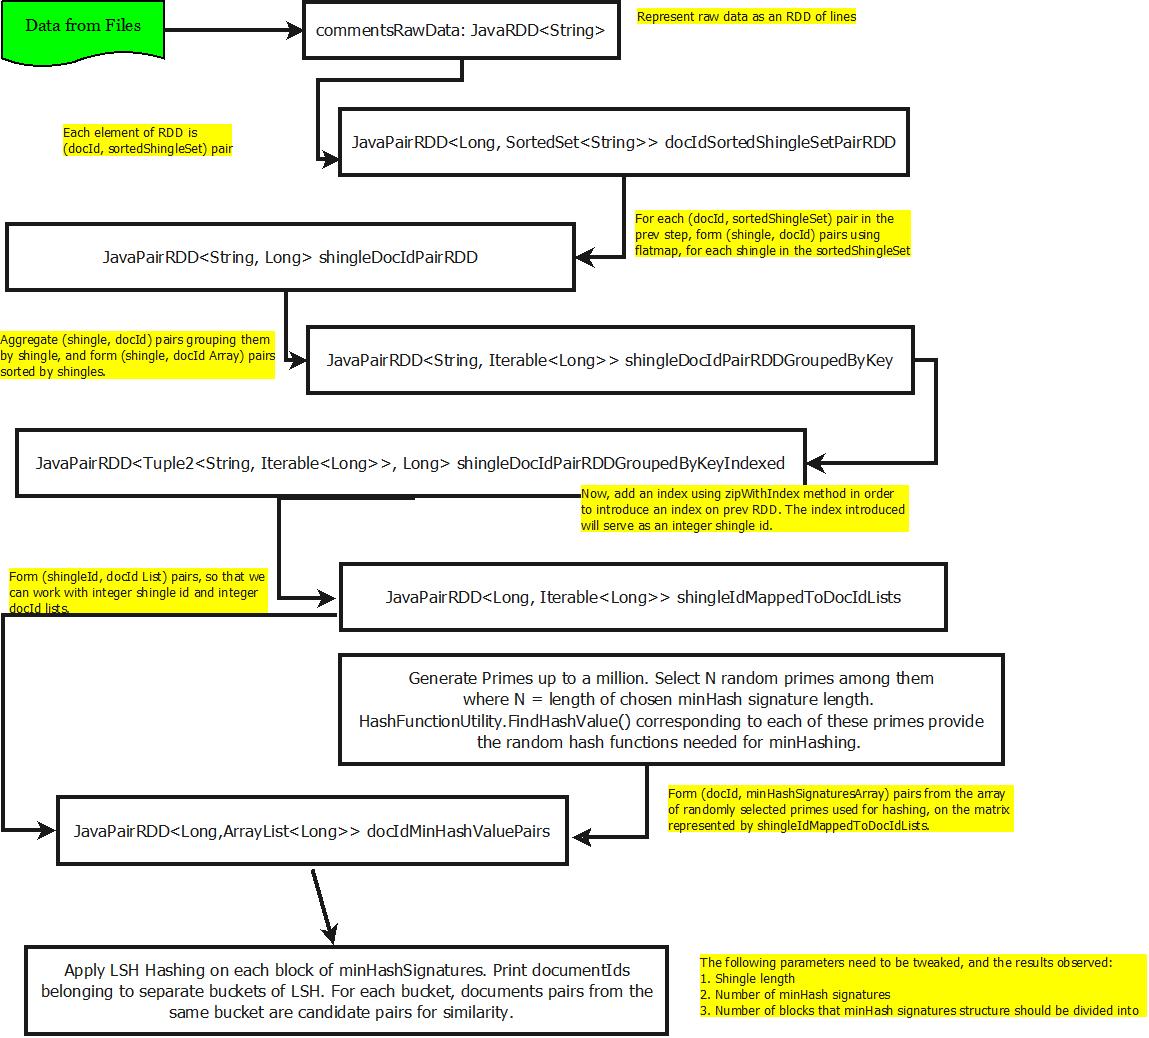 Data from Files
commentsRawData: JavaRDD<String>
Represent raw data as an RDD of lines
Each element of RDD is
(docId, sortedShingleSet) pair
JavaPairRDD<Long, SortedSet<String>> docIdSortedShingleSetPairRDD
For each (docId, sortedShingleSet) pair in the
prev step, form (shingle, docId) pairs using
flatmap, for each shingle in the sortedShingleSet
JavaPairRDD<String, Long> shingleDocIdPairRDD
Aggregate (shingle, docId) pairs grouping them
by shingle, and form (shingle, docId Array) pairs
sorted by shingles.
JavaPairRDD<String, Iterable<Long>> shingleDocIdPairRDDGroupedByKey
JavaPairRDD<Tuple2<String, Iterable<Long>>, Long> shingleDocIdPairRDDGroupedByKeyIndexed
Now, add an index using zipWithIndex method in order
to introduce an index on prev RDD. The index introduced
will serve as an integer shingle id.
Form (shingleId, docId List) pairs, so that we
can work with integer shingle id and integer
docId lists.
JavaPairRDD<Long, Iterable<Long>> shingleIdMappedToDocIdLists
Generate Primes up to a million. Select N random primes among them
where N = length of chosen minHash signature length.
HashFunctionUtility.FindHashValue() corresponding to each of these primes provide
the random hash functions needed for minHashing.
Form (docId, minHashSignaturesArray) pairs from the array
of randomly selected primes used for hashing, on the matrix
represented by shingleIdMappedToDocIdLists.
JavaPairRDD<Long,ArrayList<Long>> docIdMinHashValuePairs
Apply LSH Hashing on each block of minHashSignatures. Print documentIds
belonging to separate buckets of LSH. For each bucket, documents pairs from the
same bucket are candidate pairs for similarity.
The following parameters need to be tweaked, and the results observed:
1. Shingle length
2. Number of minHash signatures
3. Number of blocks that minHash signatures structure should be divided into